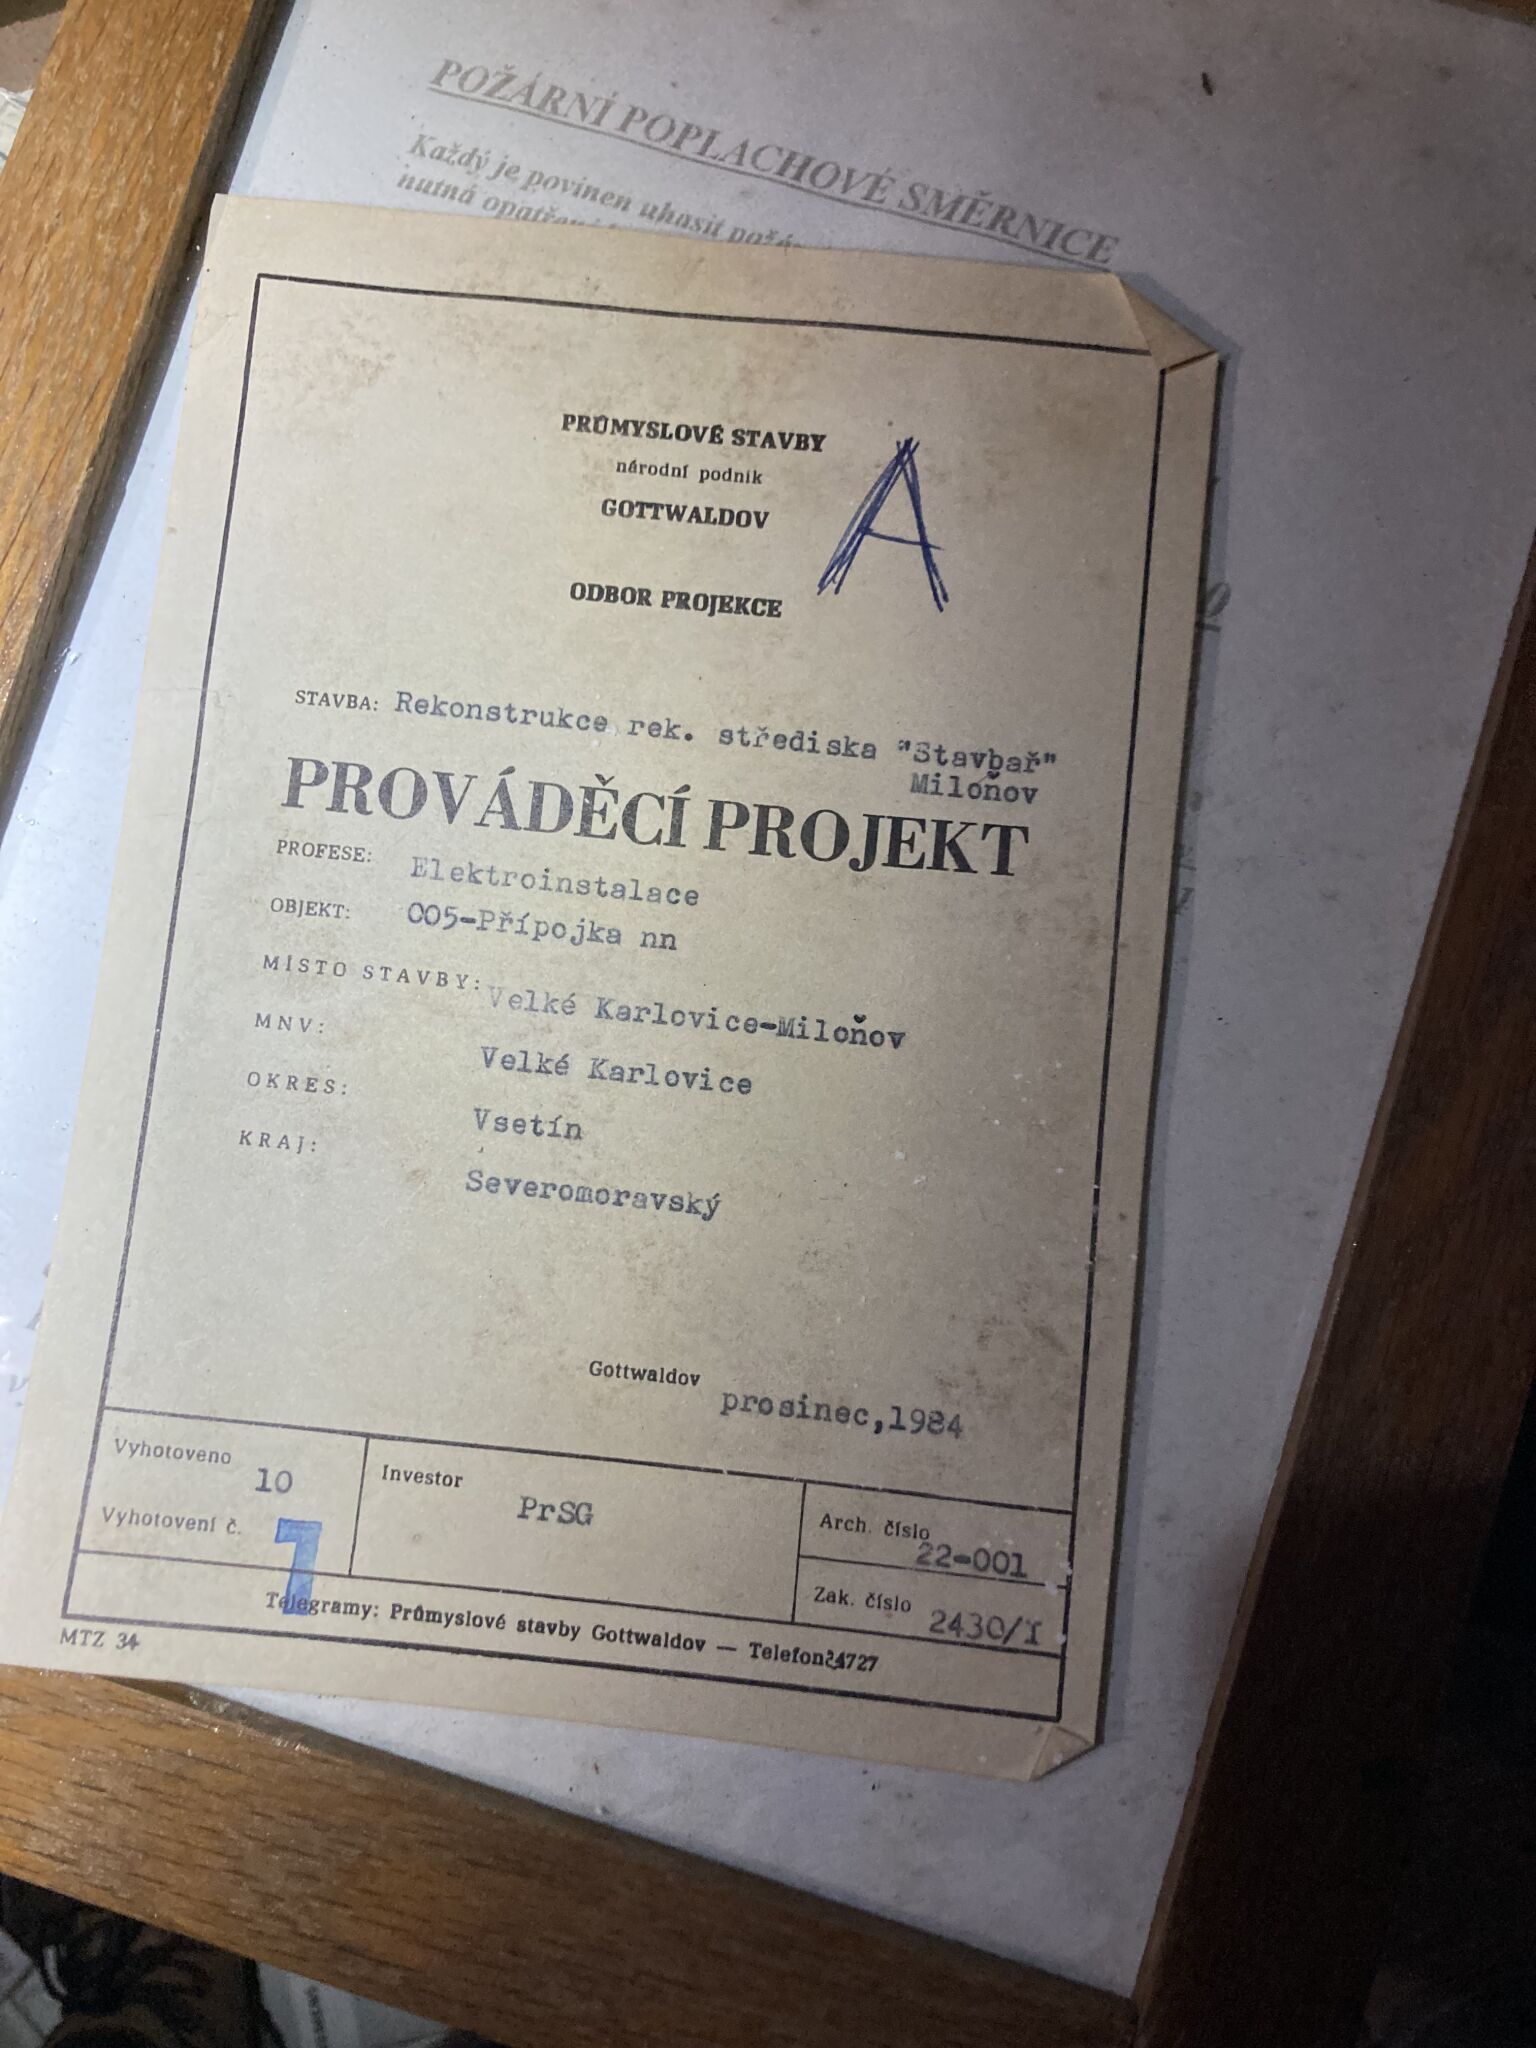 POŽÁRNÍ POPLACHOVÉ SMĚRNICE
Každý je povinen uhasit
nutná
PRŮMYSLOVÉ STAVBY
národní podnik
GOTTWALDOV
A
ODBOR PROJEKCE
STAVBA: Rekonstrukce rek. střediska "Stavbař"
Miloňov
PROVÁDĚCÍ PROJEKT
PROFESE: Elektroinstalace
OBJEKT: 005-Přípojka nn
MÍSTO STAVBY: Velké Karlovice-Miloňov
MNV: Velké Karlovice
OKRES: Vsetín
KRAJ: Severomoravský
Gottwaldov prosinec,1984
Vyhotoveno 10
Vyhotovení č. 1
Investor PrSG
Arch. číslo 22-001
Zak. číslo 2430/I
Telegramy: Průmyslové stavby Gottwaldov — Telefon
MTZ 34